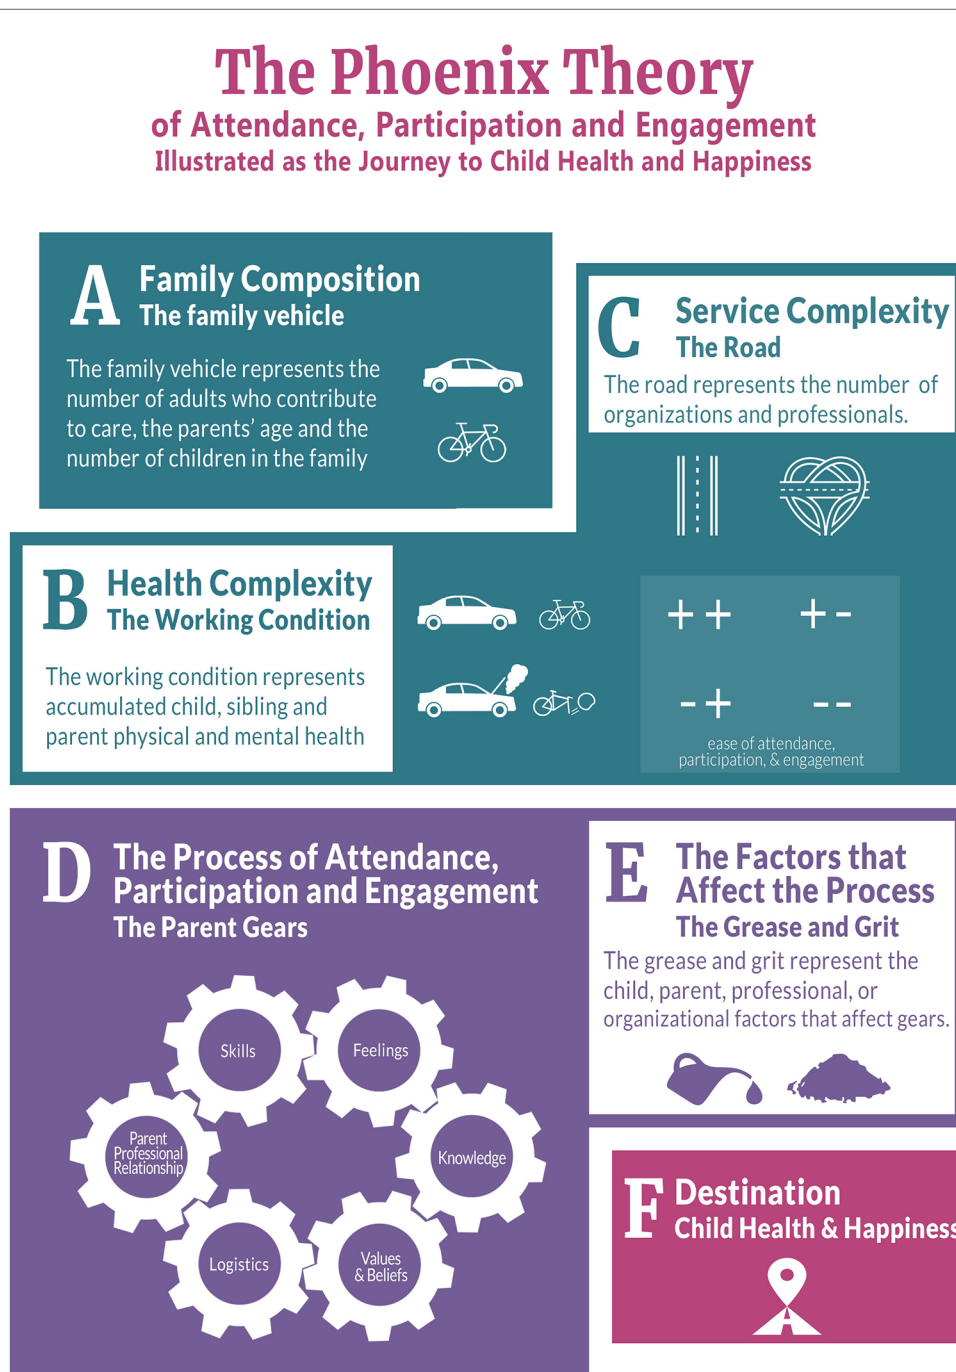 The Phoenix Theory
of Attendance, Participation and Engagement
Illustrated as the Journey to Child Health and Happiness
A
Family Composition
The family vehicle
The family vehicle represents the
number of adults who contribute
to care, the parents’ age and the
number of children in the family
B
Health Complexity
The Working Condition
The working condition represents
accumulated child, sibling and
parent physical and mental health
C
Service Complexity
The Road
The road represents the number of
organizations and professionals.
+ +
+ -
- +
- -
ease of attendance,
participation, & engagement
D
The Process of Attendance,
Participation and Engagement
The Parent Gears
Skills
Feelings
Parent
Professional
Relationship
Knowledge
Logistics
Values
& Beliefs
E
The Factors that
Affect the Process
The Grease and Grit
The grease and grit represent the
child, parent, professional, or
organizational factors that affect gears.
F
Destination
Child Health & Happiness